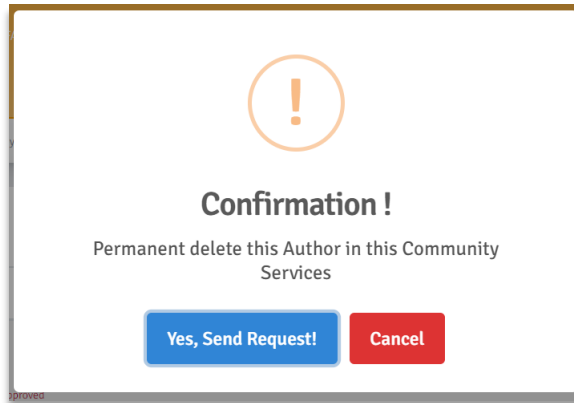 !
Confirmation !
Permanent delete this Author in this Community
Services
Yes, Send Request!
Cancel